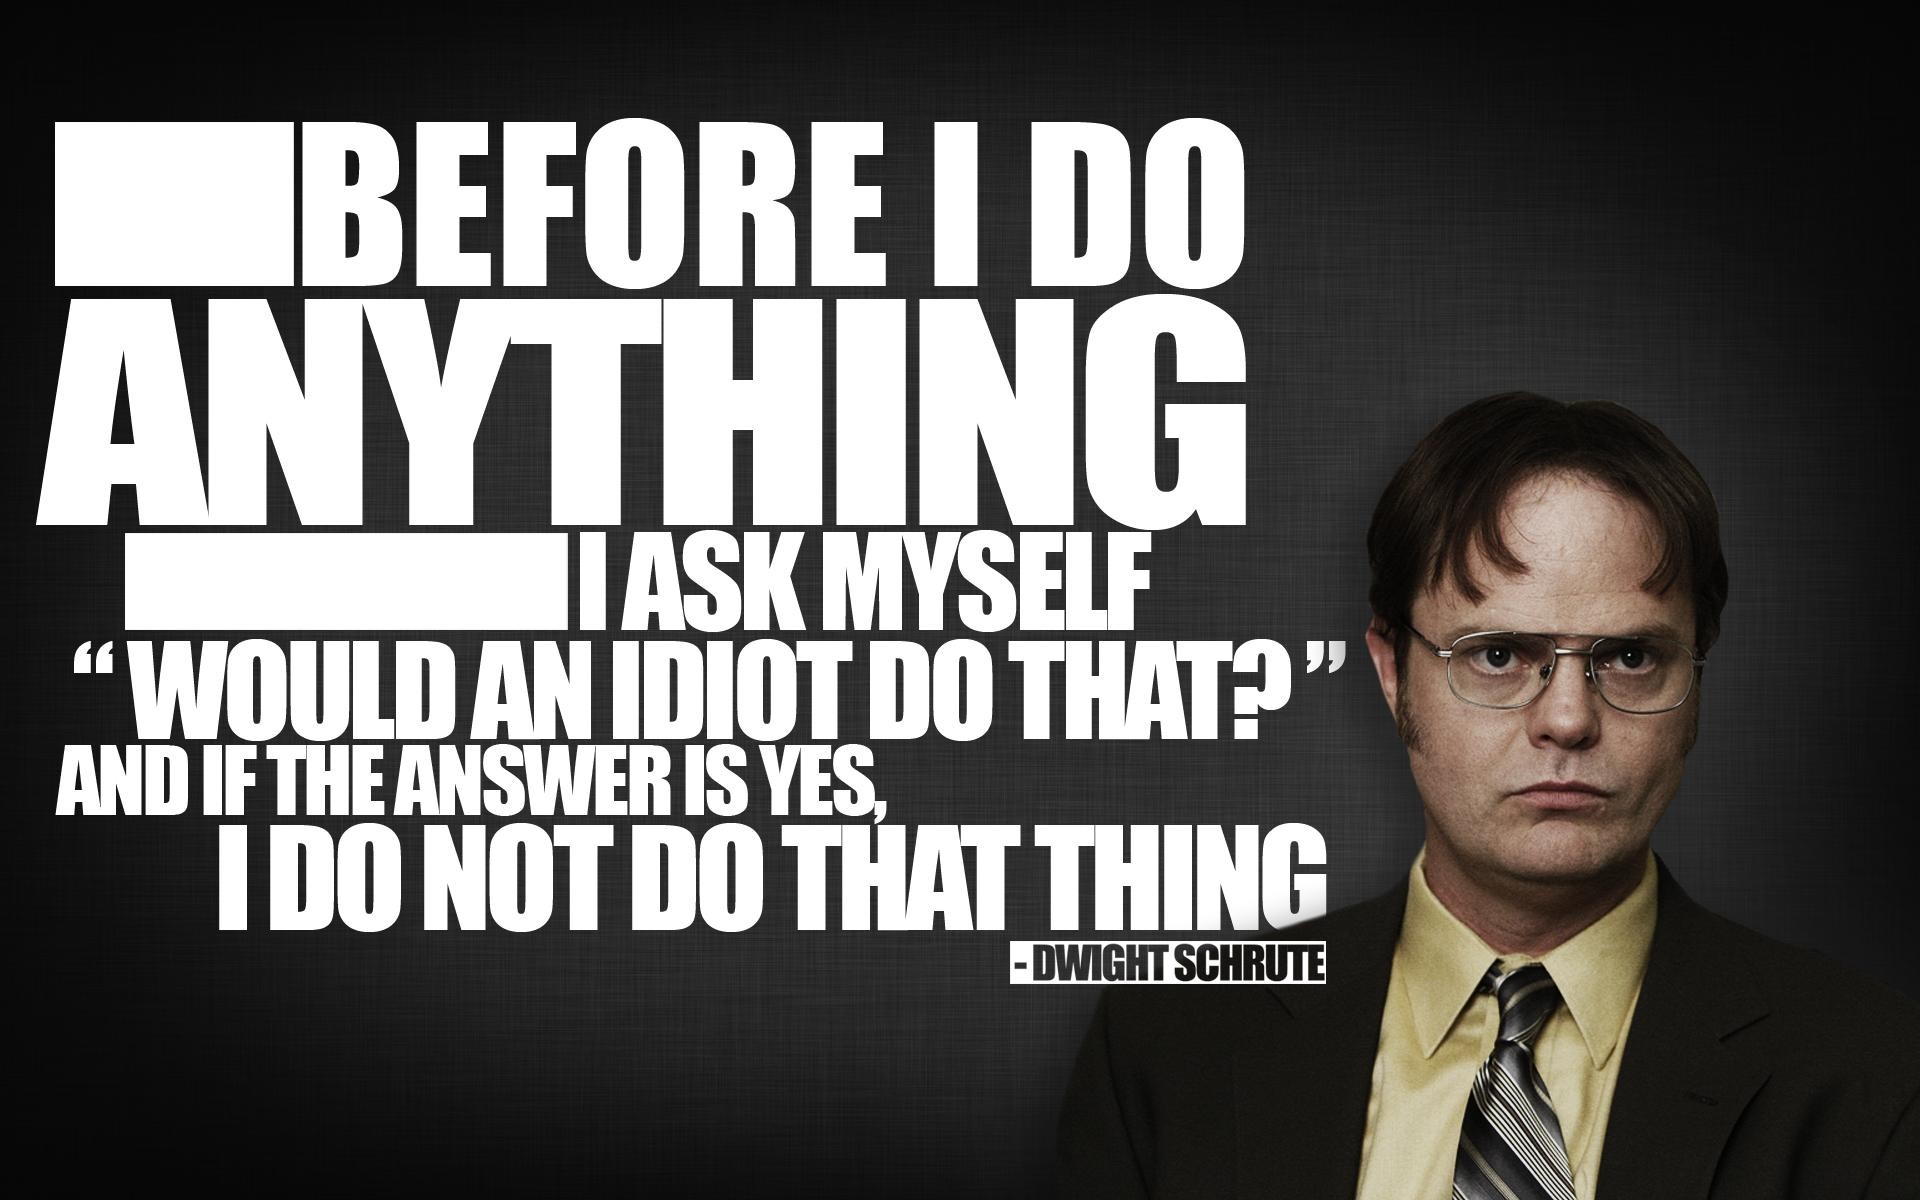 BEFORE I DO
ANYTHING
I ASK MYSELF
“ WOULD AN IDIOT DO THAT? ”
AND IF THE ANSWER IS YES,
I DO NOT DO THAT THING
- DWIGHT SCHRUTE